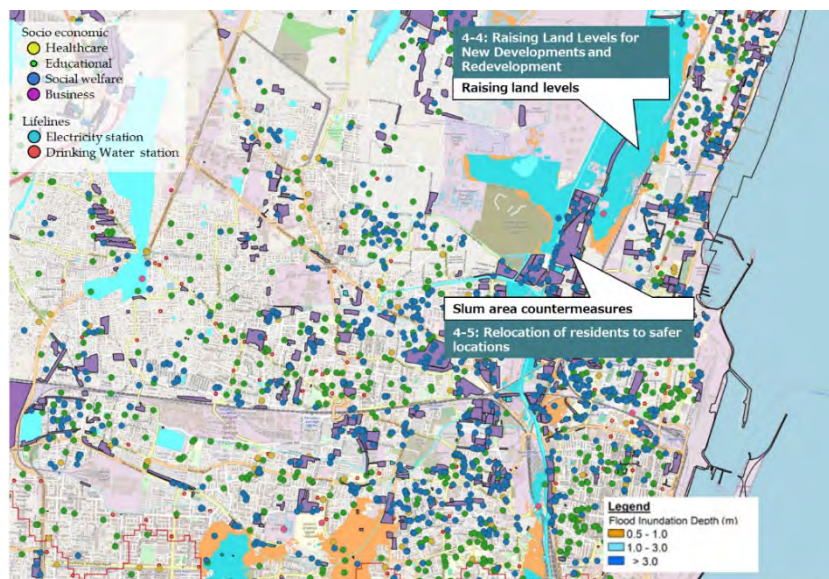 Socio economic
Healthcare
Educational
Social welfare
Business
Lifelines
Electricity station
Drinking Water station
4-4: Raising Land Levels for
New Developments and
Redevelopment
Raising land levels
Slum area countermeasures
4-5: Relocation of residents to safer
locations
Legend
Flood Inundation Depth (m)
0.5 - 1.0
1.0 - 3.0
> 3.0